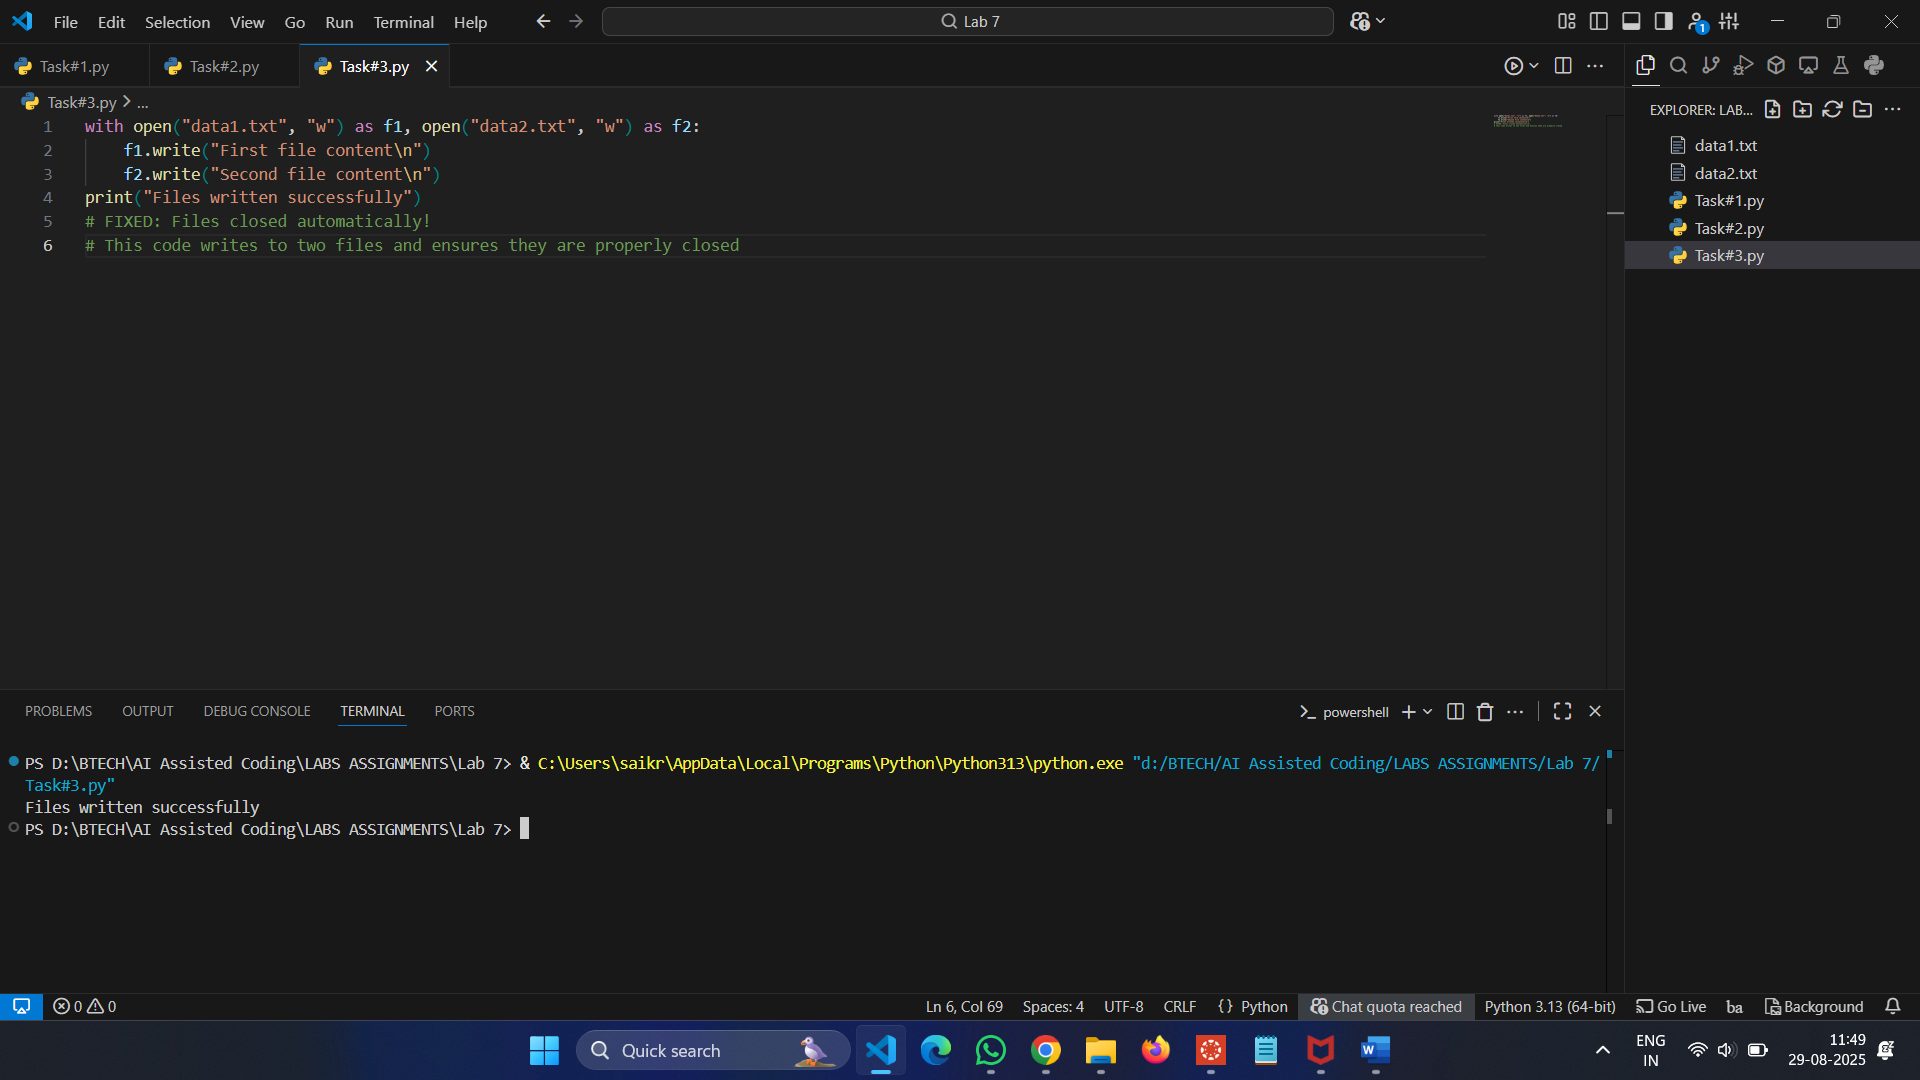 File Edit Selection View Go Run Terminal Help
Lab 7
1
Task#1.py
Task#2.py
Task#3.py
Task#3.py > ...
1 with open("data1.txt", "w") as f1, open("data2.txt", "w") as f2:
2 f1.write("First file content\n")
3 f2.write("Second file content\n")
4 print("Files written successfully")
5 # FIXED: Files closed automatically!
6 # This code writes to two files and ensures they are properly closed
EXPLORER: LAB...
data1.txt
data2.txt
Task#1.py
Task#2.py
Task#3.py
PROBLEMS OUTPUT DEBUG CONSOLE TERMINAL PORTS
powershell
PS D:\BTECH\AI Assisted Coding\LABS ASSIGNMENTS\Lab 7> & C:\Users\saikr\AppData\Local\Programs\Python\Python313\python.exe "d:/BTECH/AI Assisted Coding/LABS ASSIGNMENTS/Lab 7/
Task#3.py"
Files written successfully
PS D:\BTECH\AI Assisted Coding\LABS ASSIGNMENTS\Lab 7>
0 0
Ln 6, Col 69 Spaces: 4 UTF-8 CRLF {} Python Chat quota reached Python 3.13 (64-bit) Go Live ba Background
Quick search
ENG
IN
11:49
29-08-2025